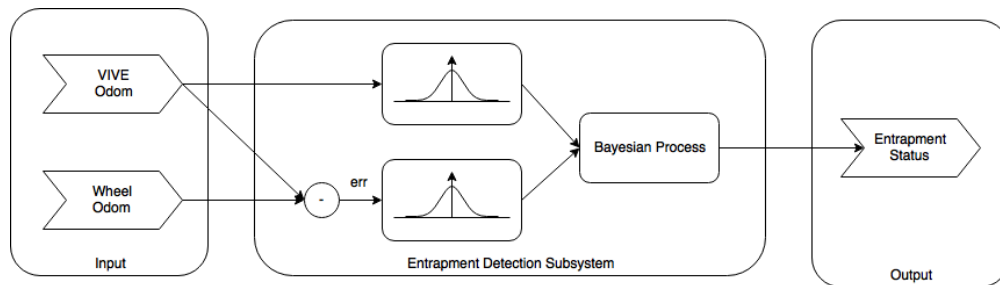 VIVE
Odom
Wheel
Odom
Input
-
err
Bayesian Process
Entrapment Detection Subsystem
Entrapment
Status
Output